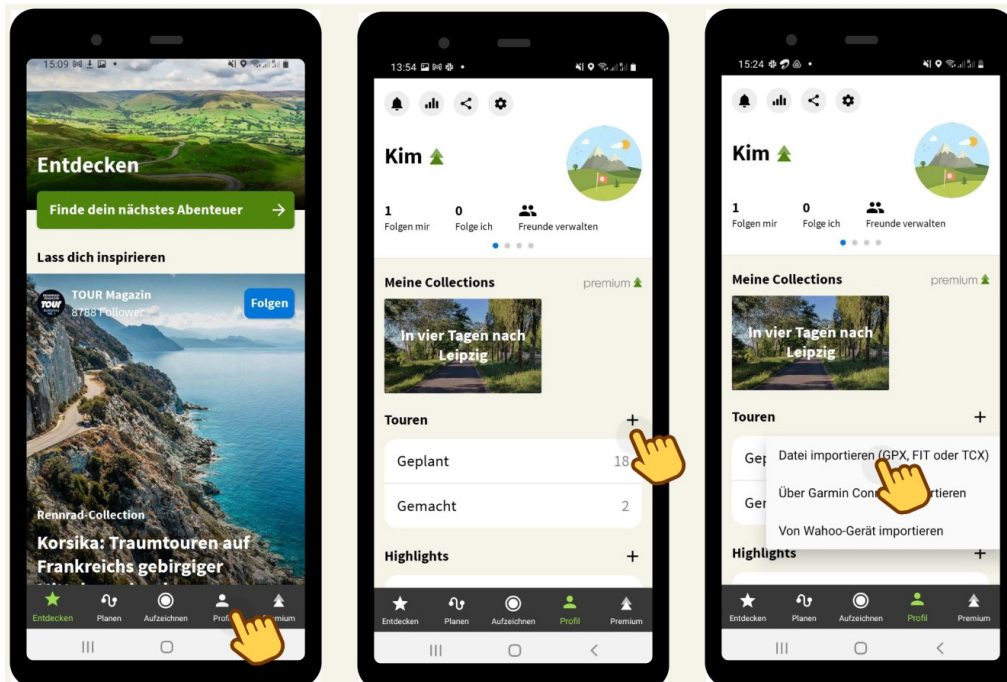 15:09
Entdecken
Finde dein nächstes Abenteuer
Lass dich inspirieren
TOUR Magazin
8788 Follower
Folgen
TOUR
Rennrad-Collection
Korsika: Traumtouren auf
Frankreichs gebirgiger
Entdecken
Planen
Aufzeichnen
Premium
13:54
Kim
1
0
Folgen mir
Folge ich
Freunde verwalten
Meine Collections
premium
In vier Tagen nach
Leipzig
Touren
+
Geplant
18
Gemacht
2
Highlights
+
Entdecken
Planen
Aufzeichnen
Profil
Premium
15:24
Kim
1
0
Folgen mir
Folge ich
Freunde verwalten
Meine Collections
premium
In vier Tagen nach
Leipzig
Touren
+
Datei importieren (GPX, FIT oder TCX)
Über Garmin
Von Wahoo-Gerät importieren
Highlights
+
Entdecken
Planen
Aufzeichnen
Profil
Premium